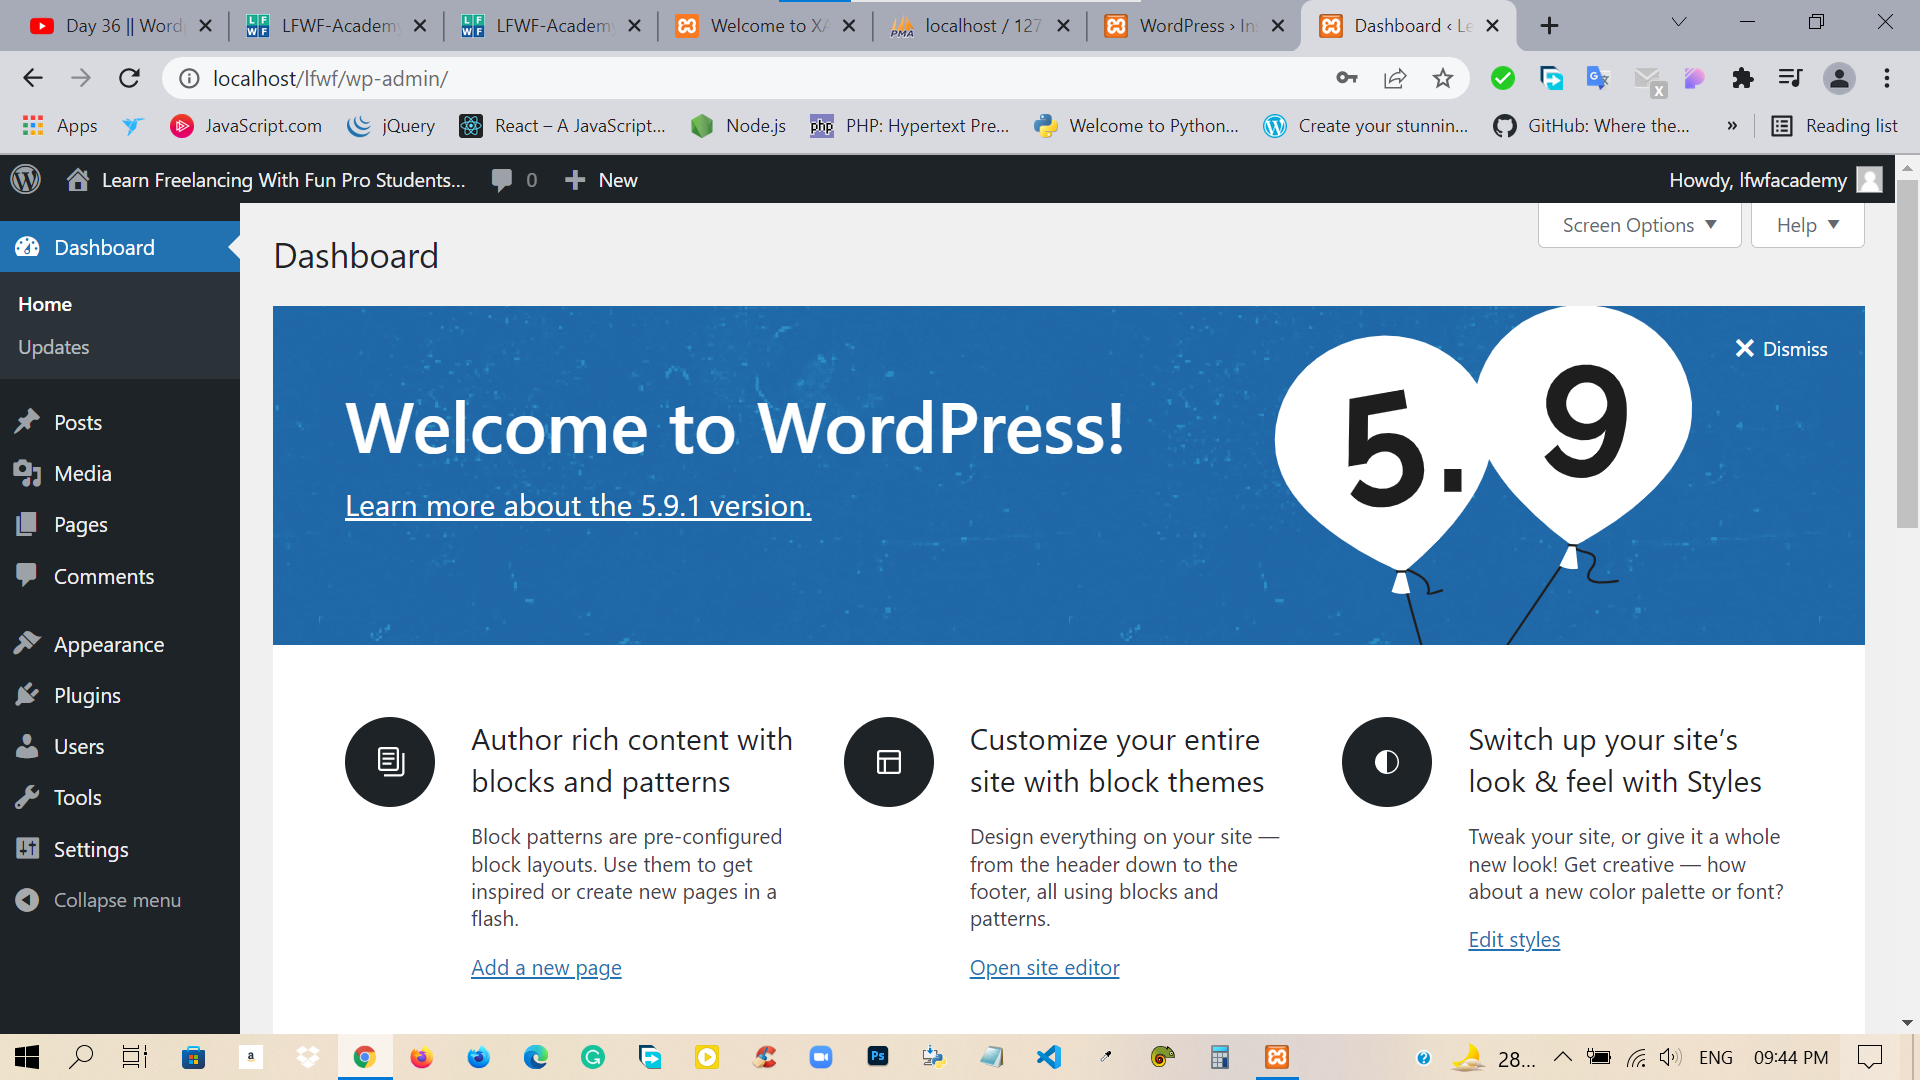 Day 36 || Word
LFWF-Academy
LFWF-Academy
Welcome to XA
localhost / 127
WordPress › Ins
Dashboard ‹ Le
localhost/lfwf/wp-admin/
Apps
JavaScript.com
jQuery
React – A JavaScript...
Node.js
php
PHP: Hypertext Pre...
Welcome to Python...
Create your stunnin...
GitHub: Where the...
»
Reading list
Learn Freelancing With Fun Pro Students...
0
New
Howdy, lfwfacademy
Screen Options
Help
Dashboard
Home
Updates
Posts
Media
Pages
Comments
Appearance
Plugins
Users
Tools
Settings
Collapse menu
Dashboard
Dismiss
Welcome to WordPress!
Learn more about the 5.9.1 version.
5.9
Author rich content with
blocks and patterns
Block patterns are pre-configured
block layouts. Use them to get
inspired or create new pages in a
flash.
Add a new page
Customize your entire
site with block themes
Design everything on your site —
from the header down to the
footer, all using blocks and
patterns.
Open site editor
Switch up your site’s
look & feel with Styles
Tweak your site, or give it a whole
new look! Get creative — how
about a new color palette or font?
Edit styles
28...
ENG
09:44 PM